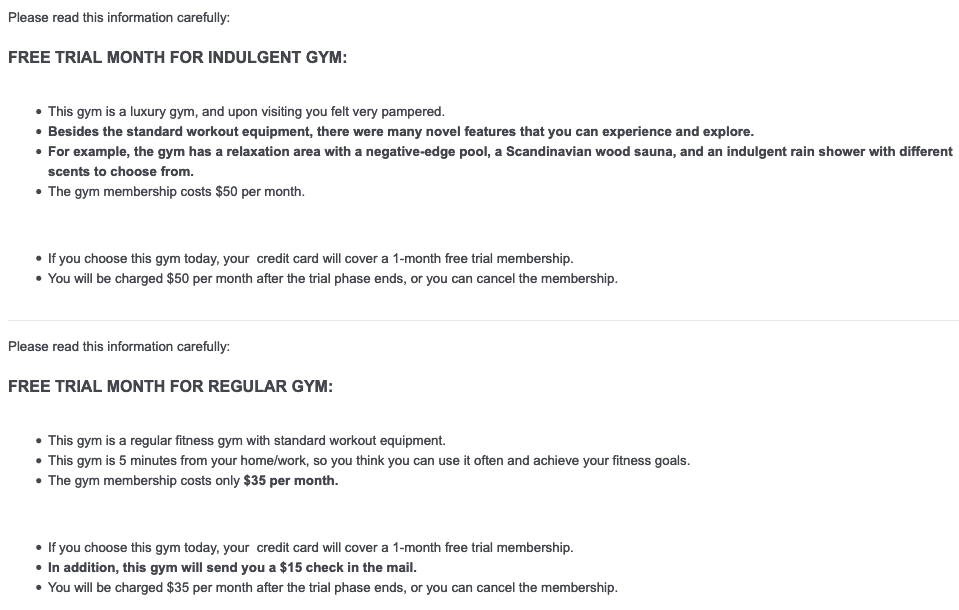 Please read this information carefully:
FREE TRIAL MONTH FOR INDULGENT GYM:
• This gym is a luxury gym, and upon visiting you felt very pampered.
• Besides the standard workout equipment, there were many novel features that you can experience and explore.
• For example, the gym has a relaxation area with a negative-edge pool, a Scandinavian wood sauna, and an indulgent rain shower with different
scents to choose from.
• The gym membership costs $50 per month.
• If you choose this gym today, your  credit card will cover a 1-month free trial membership.
• You will be charged $50 per month after the trial phase ends, or you can cancel the membership.
Please read this information carefully:
FREE TRIAL MONTH FOR REGULAR GYM:
• This gym is a regular fitness gym with standard workout equipment.
• This gym is 5 minutes from your home/work, so you think you can use it often and achieve your fitness goals.
• The gym membership costs only $35 per month.
• If you choose this gym today, your  credit card will cover a 1-month free trial membership.
• In addition, this gym will send you a $15 check in the mail.
• You will be charged $35 per month after the trial phase ends, or you can cancel the membership.